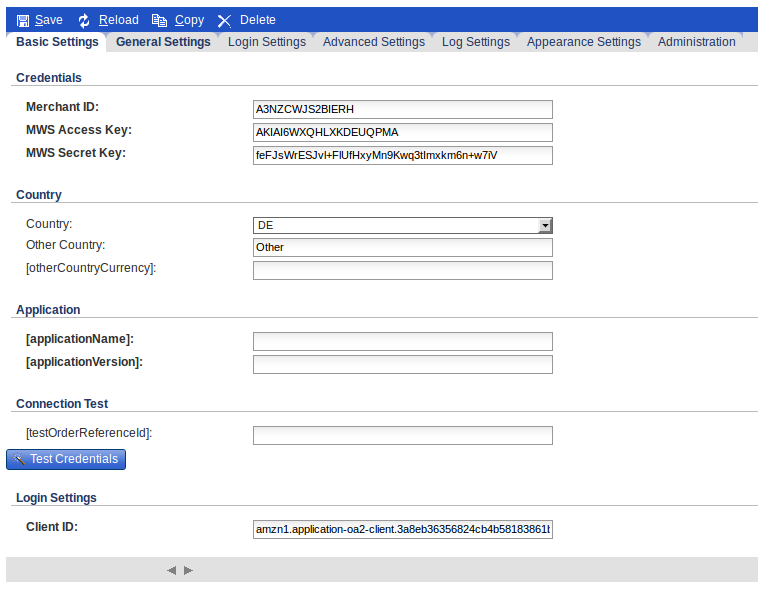 Save Reload Copy Delete
Basic Settings General Settings Login Settings Advanced Settings Log Settings Appearance Settings Administration
Credentials
Merchant ID: A3NZCWJS2BIERH
MWS Access Key: AKIAI6WXQHLXKDEUQPMA
MWS Secret Key: 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
Country
Country: DE
Other Country: Other
[otherCountryCurrency]:
Application
[applicationName]:
[applicationVersion]:
Connection Test
[testOrderReferenceId]:
Test Credentials
Login Settings
Client ID: amzn1.application-oa2-client.3a8eb36356824cb4b58183861b